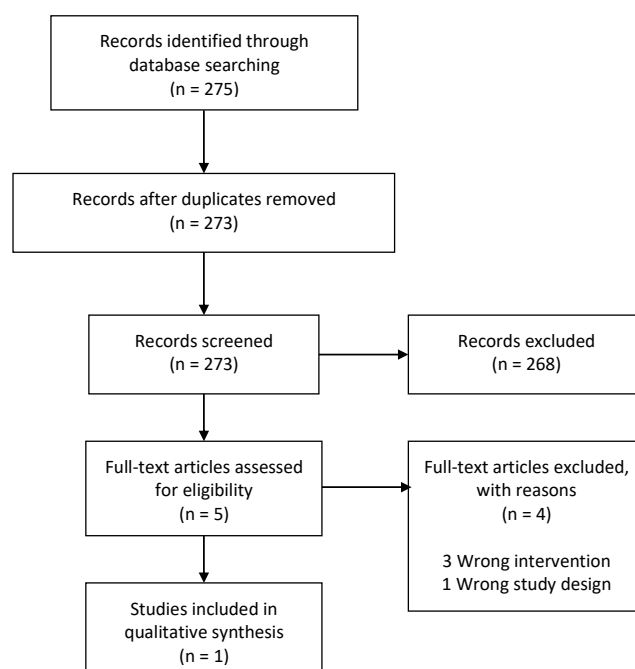 Records identified through
database searching
(n = 275)
Records after duplicates removed
(n = 273)
Records screened
(n = 273)
Records excluded
(n = 268)
Full-text articles assessed
for eligibility
(n = 5)
Full-text articles excluded,
with reasons
(n = 4)
3 Wrong intervention
1 Wrong study design
Studies included in
qualitative synthesis
(n = 1)